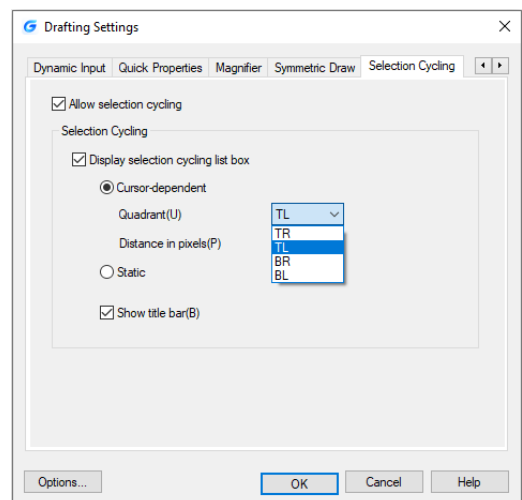 Drafting Settings
Dynamic Input Quick Properties Magnifier Symmetric Draw Selection Cycling
Allow selection cycling
Selection Cycling
Display selection cycling list box
Cursor-dependent
Quadrant(U) TL
TR
TL
BR
BL
Distance in pixels(P)
Static
Show title bar(B)
Options... OK Cancel Help